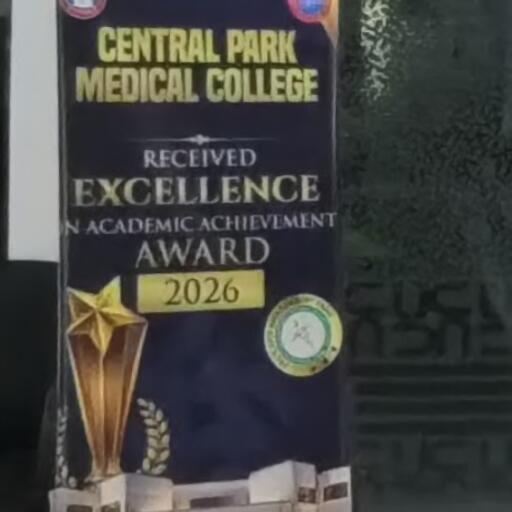 CENTRAL PARK
MEDICAL COLLEGE
RECEIVED
EXCELLENCE
N ACADEMIC ACHIEVEMENT
AWARD
2026